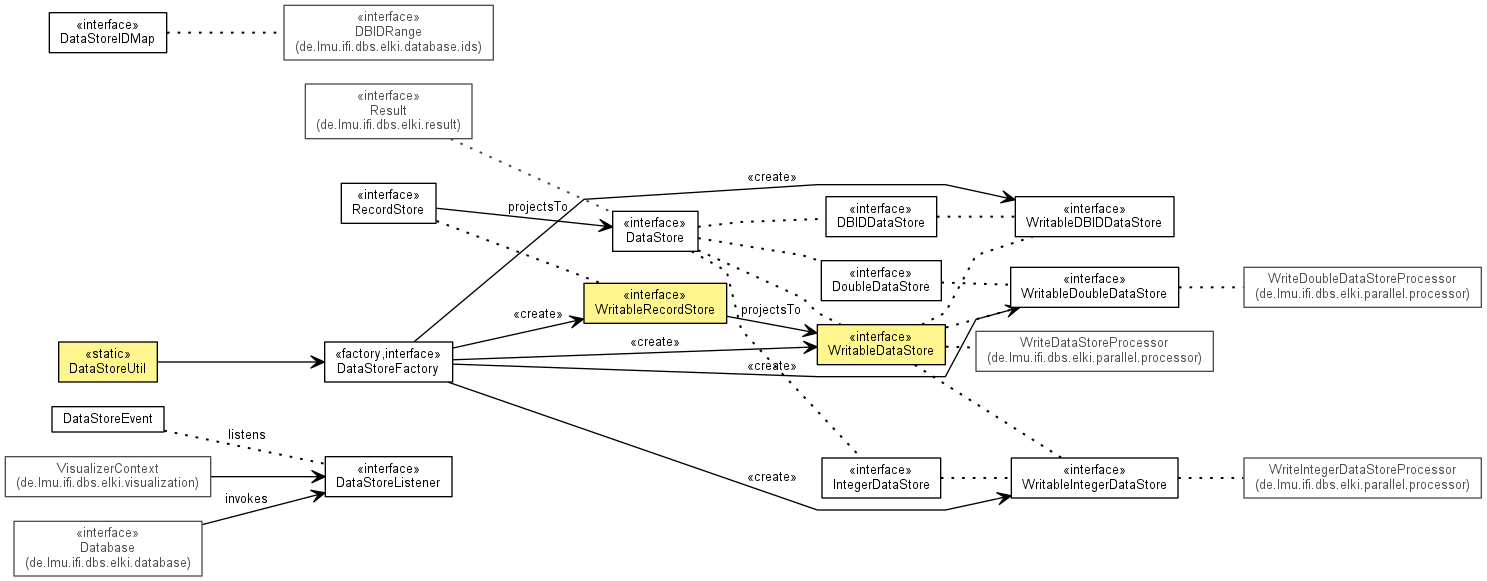 «interface»
DataStoreIDMap
«interface»
DBIDRange
(de.lmu.ifi.dbs.elki.database.ids)
«interface»
Result
(de.lmu.ifi.dbs.elki.result)
«interface»
RecordStore
projectsTo
«create»
«interface»
DataStore
«interface»
DBIDDataStore
«interface»
WritableDBIDDataStore
«interface»
DoubleDataStore
«interface»
WritableDoubleDataStore
WriteDoubleDataStoreProcessor
(de.lmu.ifi.dbs.elki.parallel.processor)
«interface»
WritableRecordStore
«create»
projectsTo
«interface»
WritableDataStore
WriteDataStoreProcessor
(de.lmu.ifi.dbs.elki.parallel.processor)
«static»
DataStoreUtil
«factory,interface»
DataStoreFactory
«create»
«create»
DataStoreEvent
listens
VisualizerContext
(de.lmu.ifi.dbs.elki.visualization)
«interface»
DataStoreListener
invokes
«interface»
Database
(de.lmu.ifi.dbs.elki.database)
«create»
«interface»
IntegerDataStore
«interface»
WritableIntegerDataStore
WriteIntegerDataStoreProcessor
(de.lmu.ifi.dbs.elki.parallel.processor)